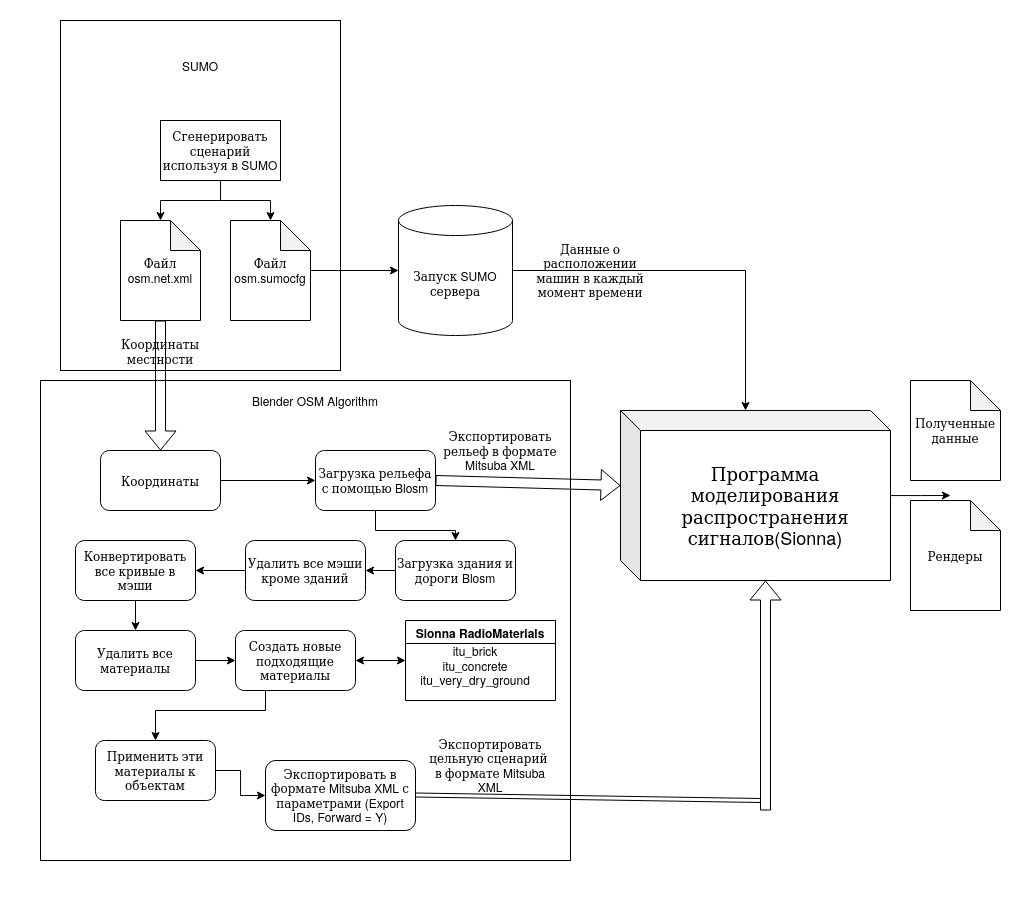 SUMO
Сгенерировать
сценарий
используя в SUMO
Файл
osm.net.xml
Файл
osm.sumocfg
Запуск SUMO
сервера
Данные о
расположении
машин в каждый
момент времени
Координаты
местности
Blender OSM Algorithm
Координаты
Загрузка рельефа
с помощью Blosm
Экспортировать
рельеф в формате
Mitsuba XML
Программа
моделирования
распространения
сигналов(Sionna)
Полученные
данные
Рендеры
Конвертировать
все кривые в
мэши
Удалить все мэши
кроме зданий
Загрузка здания и
дороги Blosm
Удалить все
материалы
Создать новые
подходящие
материалы
Sionna RadioMaterials
itu_brick
itu_concrete
itu_very_dry_ground
Применить эти
материалы к
объектам
Экспортировать в
формате Mitsuba XML с
параметрами (Export
IDs, Forward = Y)
Экспортировать
цельную сценарий
в формате Mitsuba
XML